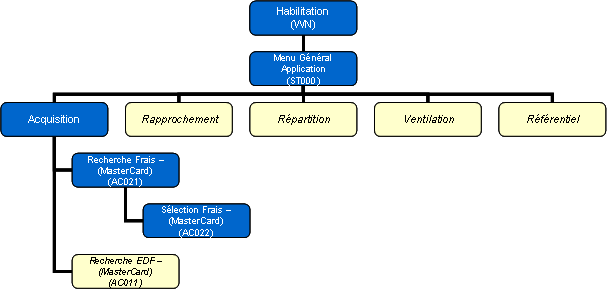 Habilitation
(VVN)
Menu Général
Application
(ST000)
Acquisition
Rapprochement
Répartition
Ventilation
Référentiel
Recherche Frais –
(MasterCard)
(AC021)
Sélection Frais –
(MasterCard)
(AC022)
Recherche EDF –
(MasterCard)
(AC011)